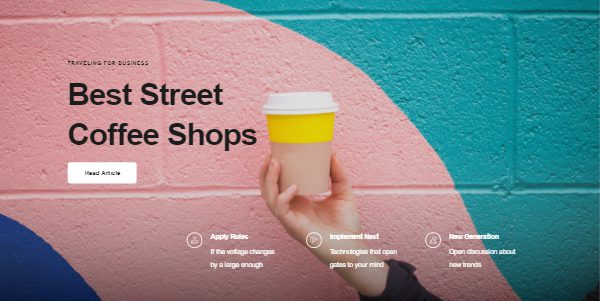 TRAVELING FOR BUSINESS
Best Street
Coffee Shops
Read Article
Apply Rules
If the voltage changes
by a large enough
Implement Next
Technologies that open
gates to your mind
New Generation
Open discussion about
new trends